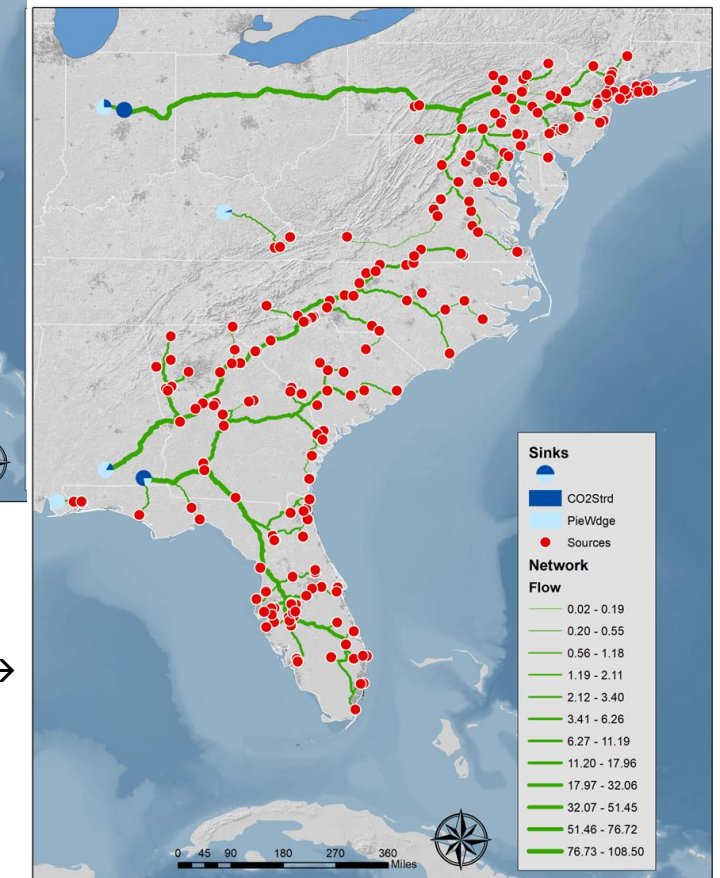 Sinks
CO2Strd
PieWdge
Sources
Network
Flow
0.02 - 0.19
0.20 - 0.55
0.56 - 1.18
1.19 - 2.11
2.12 - 3.40
3.41 - 6.26
6.27 - 11.19
11.20 - 17.96
17.97 - 32.06
32.07 - 51.45
51.46 - 76.72
76.73 - 108.50
0 45 90 180 270 360
Miles